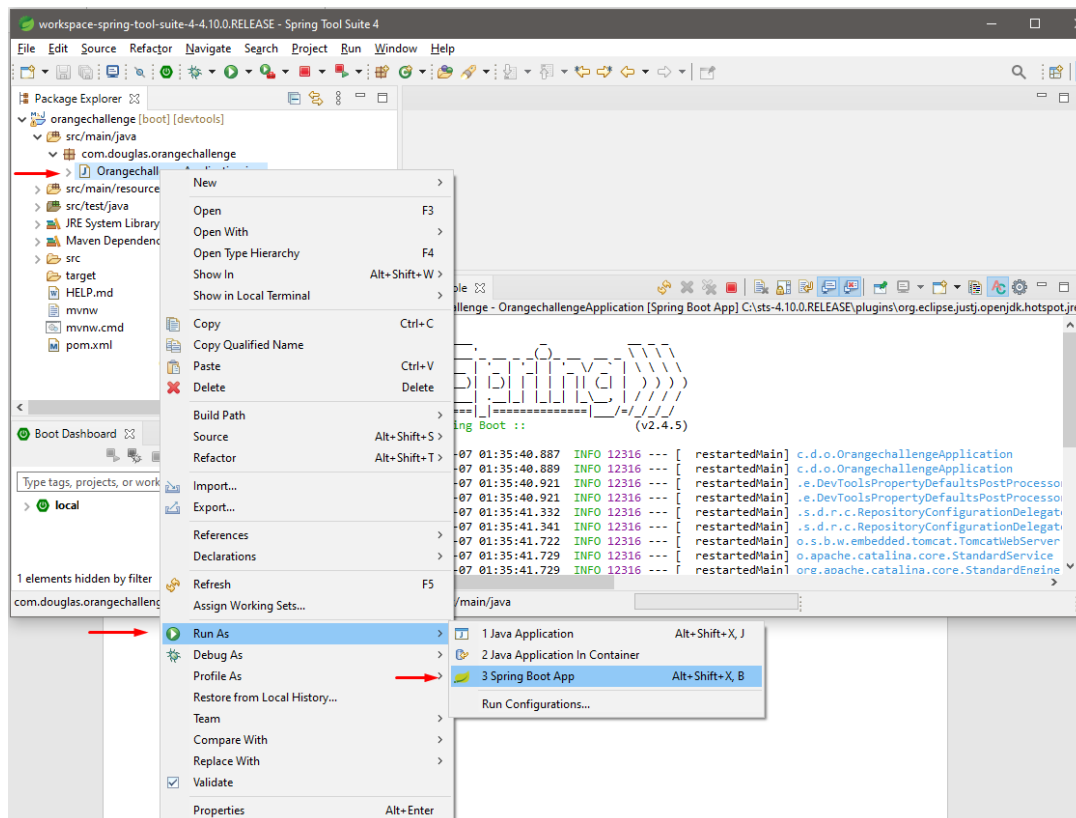 workspace-spring-tool-suite-4-4.10.0.RELEASE - Spring Tool Suite 4
File Edit Source Refactor Navigate Search Project Run Window Help
Package Explorer
orangechallenge [boot] [devtools]
src/main/java
com.douglas.orangechallenge
Orangechall
src/main/resource
src/test/java
JRE System Library
Maven Dependenc
src
target
HELP.md
mvnw
mvnw.cmd
pom.xml
Boot Dashboard
Type tags, projects, or work
local
1 elements hidden by filter
com.douglas.orangechalleng
New
Open F3
Open With
Open Type Hierarchy F4
Show In Alt+Shift+W
Show in Local Terminal
Copy Ctrl+C
Copy Qualified Name
Paste Ctrl+V
Delete Delete
Build Path
Source Alt+Shift+S
Refactor Alt+Shift+T
Import...
Export...
References
Declarations
Refresh F5
Assign Working Sets...
Run As
Debug As
Profile As
Restore from Local History...
Team
Compare With
Replace With
Validate
Properties Alt+Enter
1 Java Application Alt+Shift+X, J
2 Java Application In Container
3 Spring Boot App Alt+Shift+X, B
Run Configurations...
ole
allenge - OrangechallengeApplication [Spring Boot App] C:\sts-4.10.0.RELEASE\plugins\org.eclipse.justj.openjdk.hotspot.jre
Spring
ing Boot :: (v2.4.5)
-07 01:35:40.887 INFO 12316 --- [ restartedMain] c.d.o.OrangechallengeApplication
-07 01:35:40.889 INFO 12316 --- [ restartedMain] c.d.o.OrangechallengeApplication
-07 01:35:40.921 INFO 12316 --- [ restartedMain] .e.DevToolsPropertyDefaultsPostProcessor
-07 01:35:40.921 INFO 12316 --- [ restartedMain] .e.DevToolsPropertyDefaultsPostProcessor
-07 01:35:41.332 INFO 12316 --- [ restartedMain] .s.d.r.c.RepositoryConfigurationDelegat
-07 01:35:41.341 INFO 12316 --- [ restartedMain] .s.d.r.c.RepositoryConfigurationDelegat
-07 01:35:41.722 INFO 12316 --- [ restartedMain] o.s.b.w.embedded.tomcat.TomcatWebServer
-07 01:35:41.729 INFO 12316 --- [ restartedMain] o.apache.catalina.core.StandardService
-07 01:35:41.729 INFO 12316 --- [ restartedMain] org.apache.catalina.core.StandardEngine
/main/java